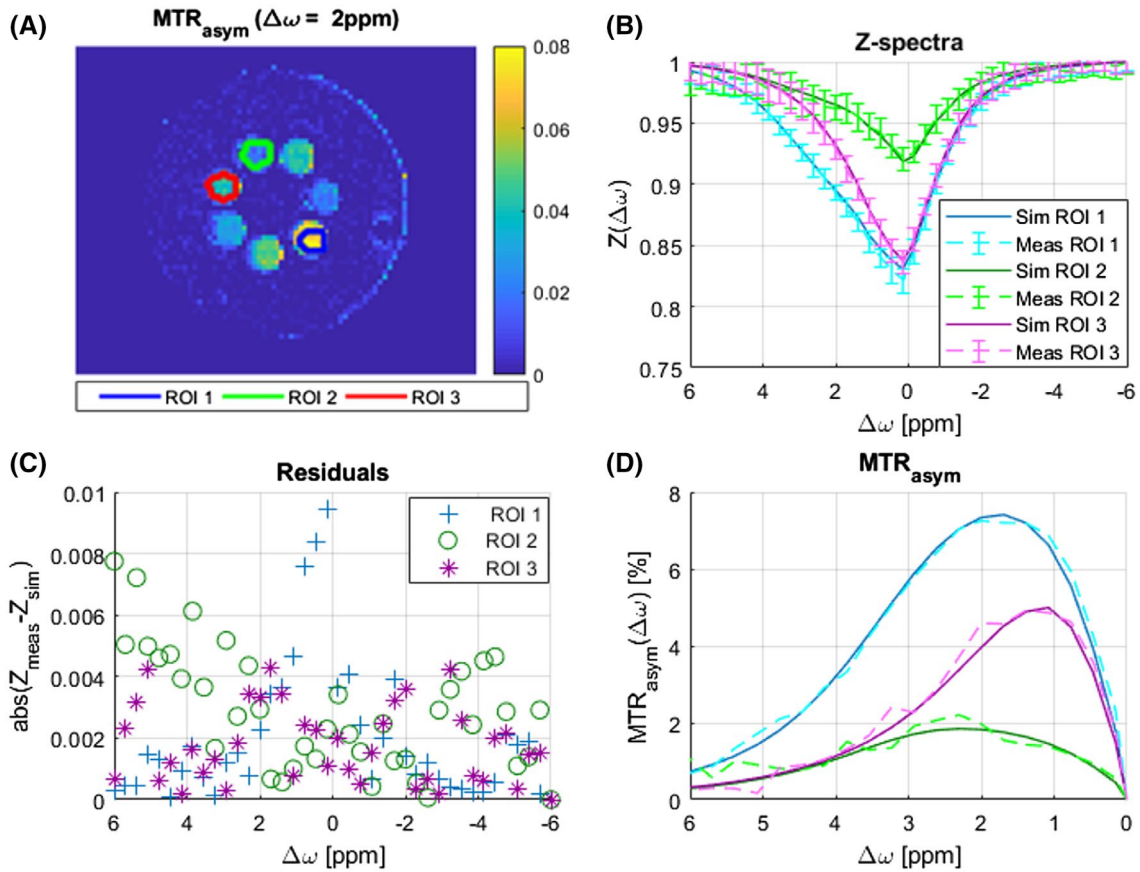 (A)
MTRasym (Δω = 2ppm)
0.08
0.06
0.04
0.02
0
ROI 1 ROI 2 ROI 3
(B)
Z-spectra
Z(Δω)
1
0.95
0.9
0.85
0.8
0.75
Sim ROI 1
Meas ROI 1
Sim ROI 2
Meas ROI 2
Sim ROI 3
Meas ROI 3
6 4 2 0 -2 -4 -6
Δω [ppm]
(C)
Residuals
abs(Zmeas-Zsim)
0.01
0.008
0.006
0.004
0.002
0
ROI 1
ROI 2
ROI 3
6 4 2 0 -2 -4 -6
Δω [ppm]
(D)
MTRasym
MTRasym(Δω) [%]
8
6
4
2
0
6 5 4 3 2 1 0
Δω [ppm]